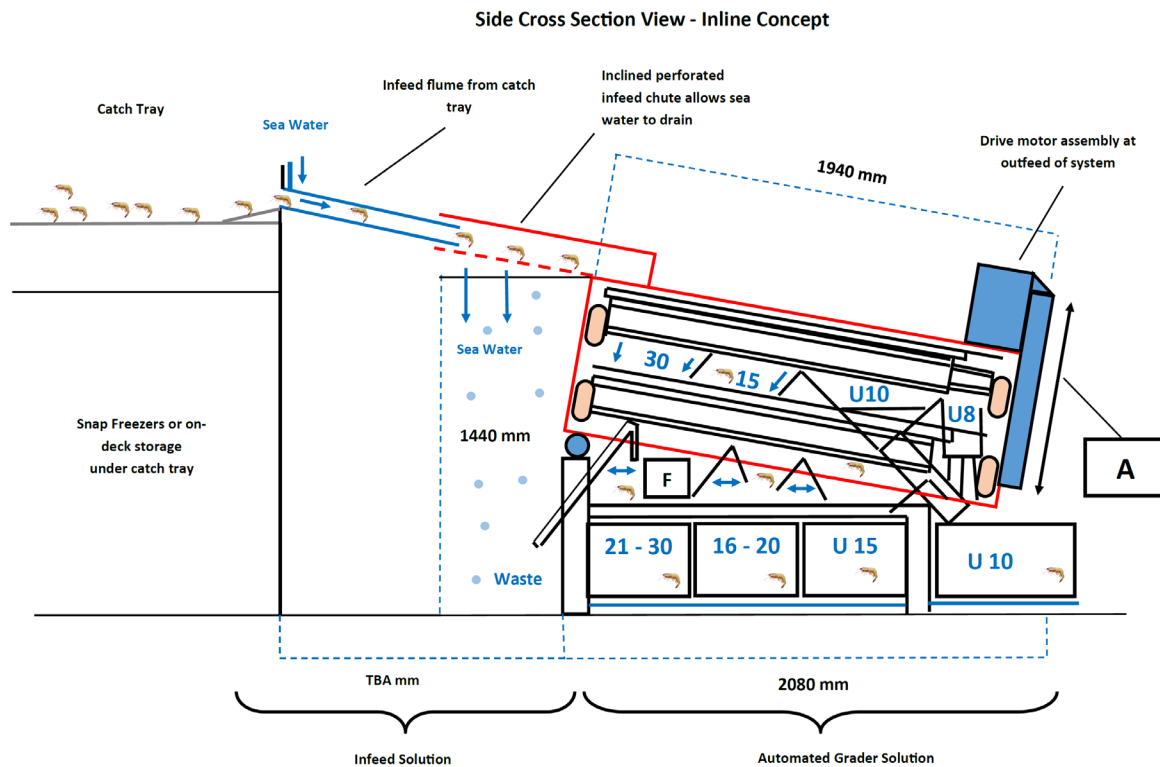 Side Cross Section View - Inline Concept
Catch Tray
Sea Water
Infeed flume from catch
tray
Inclined perforated
infeed chute allows sea
water to drain
Drive motor assembly at
outfeed of system
1940 mm
Sea Water
30
15
U10
U8
A
Snap Freezers or on-
deck storage
under catch tray
1440 mm
F
Waste
21 - 30
16 - 20
U 15
U 10
TBA mm
2080 mm
Infeed Solution
Automated Grader Solution